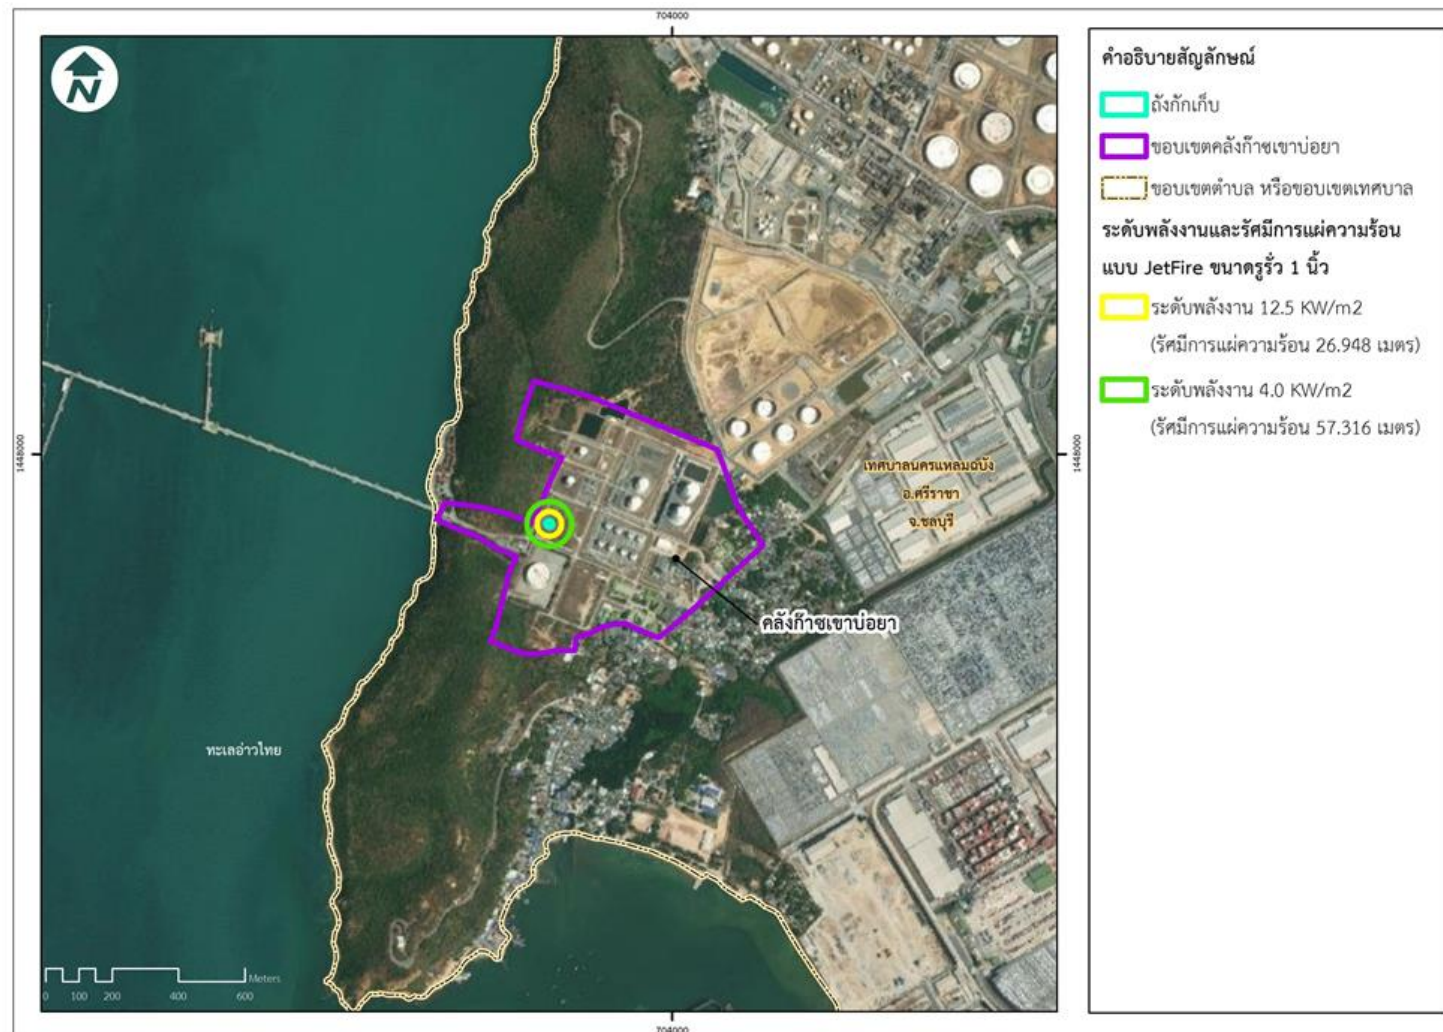 704000
N
1448000
1448000
เทศบาลนครแหลมฉบัง
อ.ศรีราชา
จ.ชลบุรี
คลังก๊าซเขาบ่อยา
ทะเลอ่าวไทย
Meters
0 100 200 400 600
704000
คำอธิบายสัญลักษณ์
ถังกักเก็บ
ขอบเขตคลังก๊าซเขาบ่อยา
ขอบเขตตำบล หรือขอบเขตเทศบาล
ระดับพลังงานและรัศมีการแผ่ความร้อน
แบบ JetFire ขนาดรูรั่ว 1 นิ้ว
ระดับพลังงาน 12.5 KW/m2
(รัศมีการแผ่ความร้อน 26.948 เมตร)
ระดับพลังงาน 4.0 KW/m2
(รัศมีการแผ่ความร้อน 57.316 เมตร)